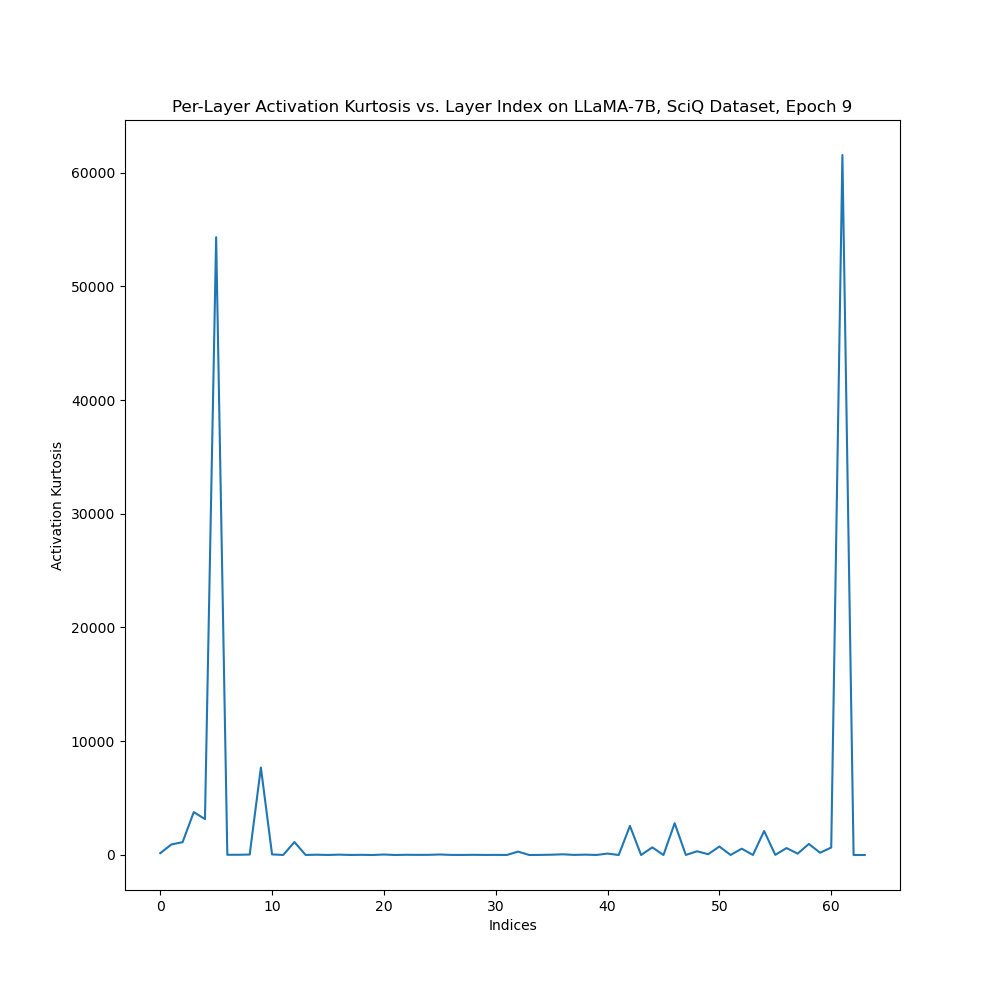 Per-Layer Activation Kurtosis vs. Layer Index on LLaMA-7B, SciQ Dataset, Epoch 9
60000
50000
40000
30000
20000
10000
0
Activation Kurtosis
0 10 20 30 40 50 60
Indices